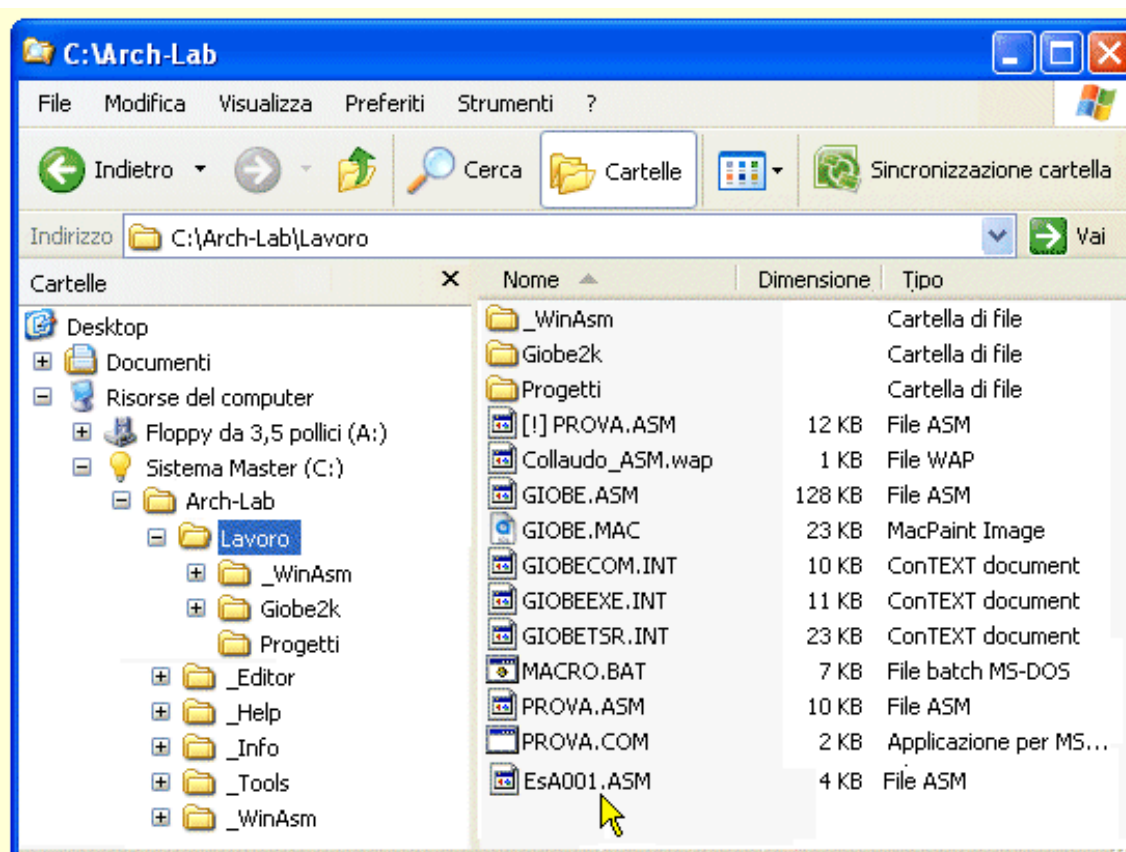 C:\Arch-Lab
File Modifica Visualizza Preferiti Strumenti ?
Indietro Cerca Cartelle Sincronizzazione cartella
Indirizzo C:\Arch-Lab\Lavoro Vai
Cartelle
Desktop
Documenti
Risorse del computer
Floppy da 3,5 pollici (A:)
Sistema Master (C:)
Arch-Lab
Lavoro
_WinAsm
Giobe2k
Progetti
_Editor
_Help
_Info
_Tools
_WinAsm
Nome Dimensione Tipo
_WinAsm Cartella di file
Giobe2k Cartella di file
Progetti Cartella di file
[!] PROVA.ASM 12 KB File ASM
Collaudo_ASM.wap 1 KB File WAP
GIOBE.ASM 128 KB File ASM
GIOBE.MAC 23 KB MacPaint Image
GIOBECOM.INT 10 KB ConTEXT document
GIOBEEXE.INT 11 KB ConTEXT document
GIOBETSR.INT 23 KB ConTEXT document
MACRO.BAT 7 KB File batch MS-DOS
PROVA.ASM 10 KB File ASM
PROVA.COM 2 KB Applicazione per MS...
EsA001.ASM 4 KB File ASM